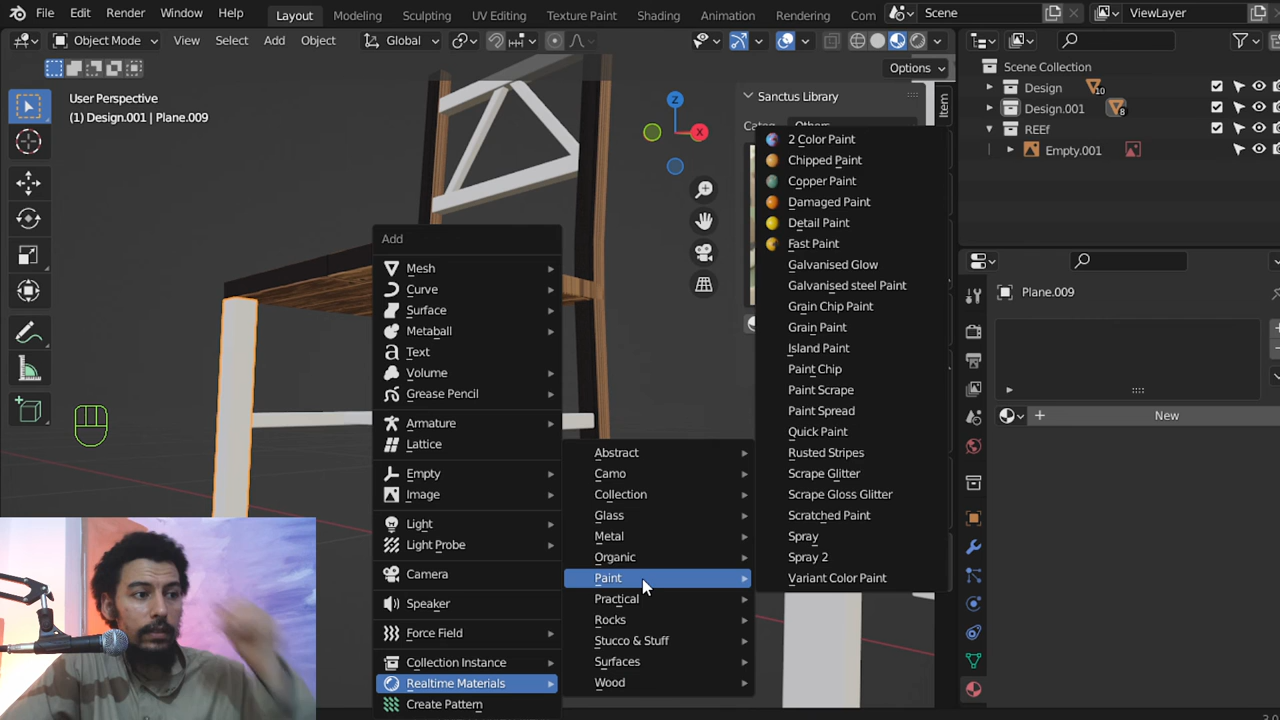 File Edit Render Window Help Layout Modeling Sculpting UV Editing Texture Paint Shading Animation Rendering Com Scene ViewLayer
Object Mode View Select Add Object Global
Options
User Perspective
(1) Design.001 | Plane.009
Z
X
Sanctus Library
Item
Others
Scene Collection
Design 10
Design.001 8
REEf
Empty.001
Plane.009
New
Add
Mesh
Curve
Surface
Metaball
Text
Volume
Grease Pencil
Armature
Lattice
Empty
Image
Light
Light Probe
Camera
Speaker
Force Field
Collection Instance
Realtime Materials
Create Pattern
Abstract
Camo
Collection
Glass
Metal
Organic
Paint
Practical
Rocks
Stucco & Stuff
Surfaces
Wood
2 Color Paint
Chipped Paint
Copper Paint
Damaged Paint
Detail Paint
Fast Paint
Galvanised Glow
Galvanised steel Paint
Grain Chip Paint
Grain Paint
Island Paint
Paint Chip
Paint Scrape
Paint Spread
Quick Paint
Rusted Stripes
Scrape Glitter
Scrape Gloss Glitter
Scratched Paint
Spray
Spray 2
Variant Color Paint